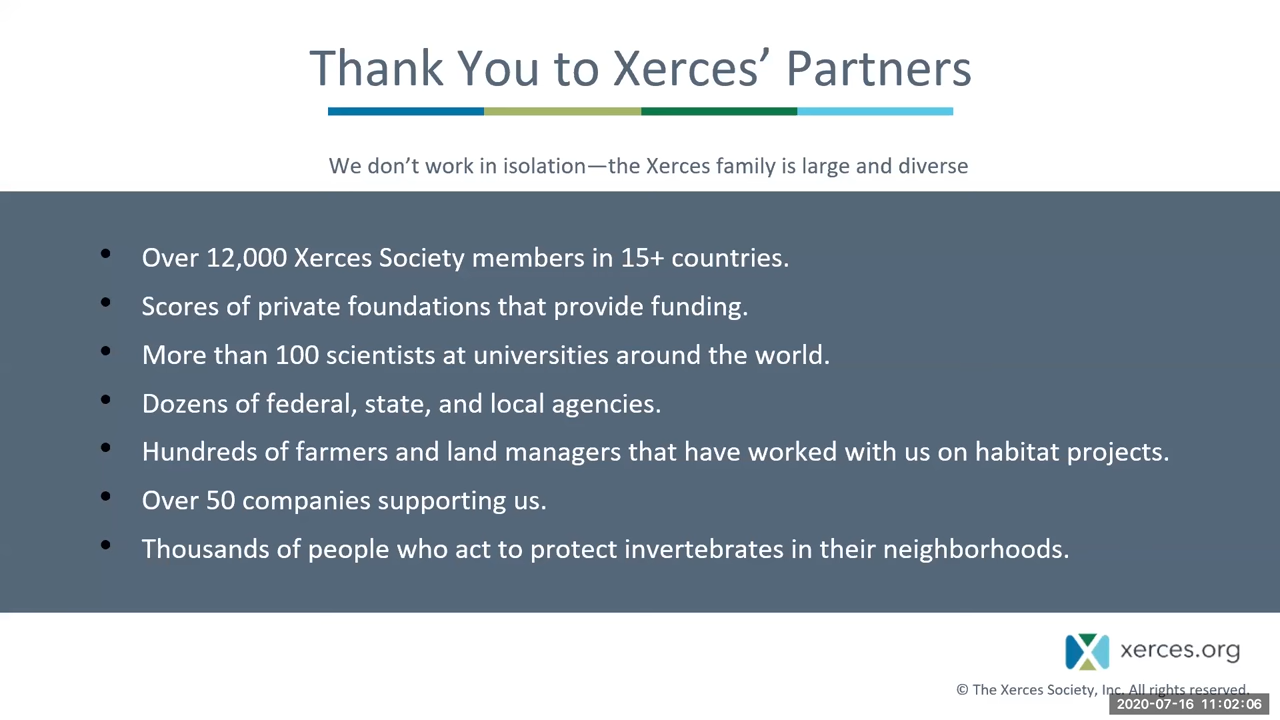 Thank You to Xerces’ Partners
We don’t work in isolation—the Xerces family is large and diverse
• Over 12,000 Xerces Society members in 15+ countries.
• Scores of private foundations that provide funding.
• More than 100 scientists at universities around the world.
• Dozens of federal, state, and local agencies.
• Hundreds of farmers and land managers that have worked with us on habitat projects.
• Over 50 companies supporting us.
• Thousands of people who act to protect invertebrates in their neighborhoods.
xerces.org
© The Xerces Society, Inc. All rights reserved.
2020-07-16 11:02:06